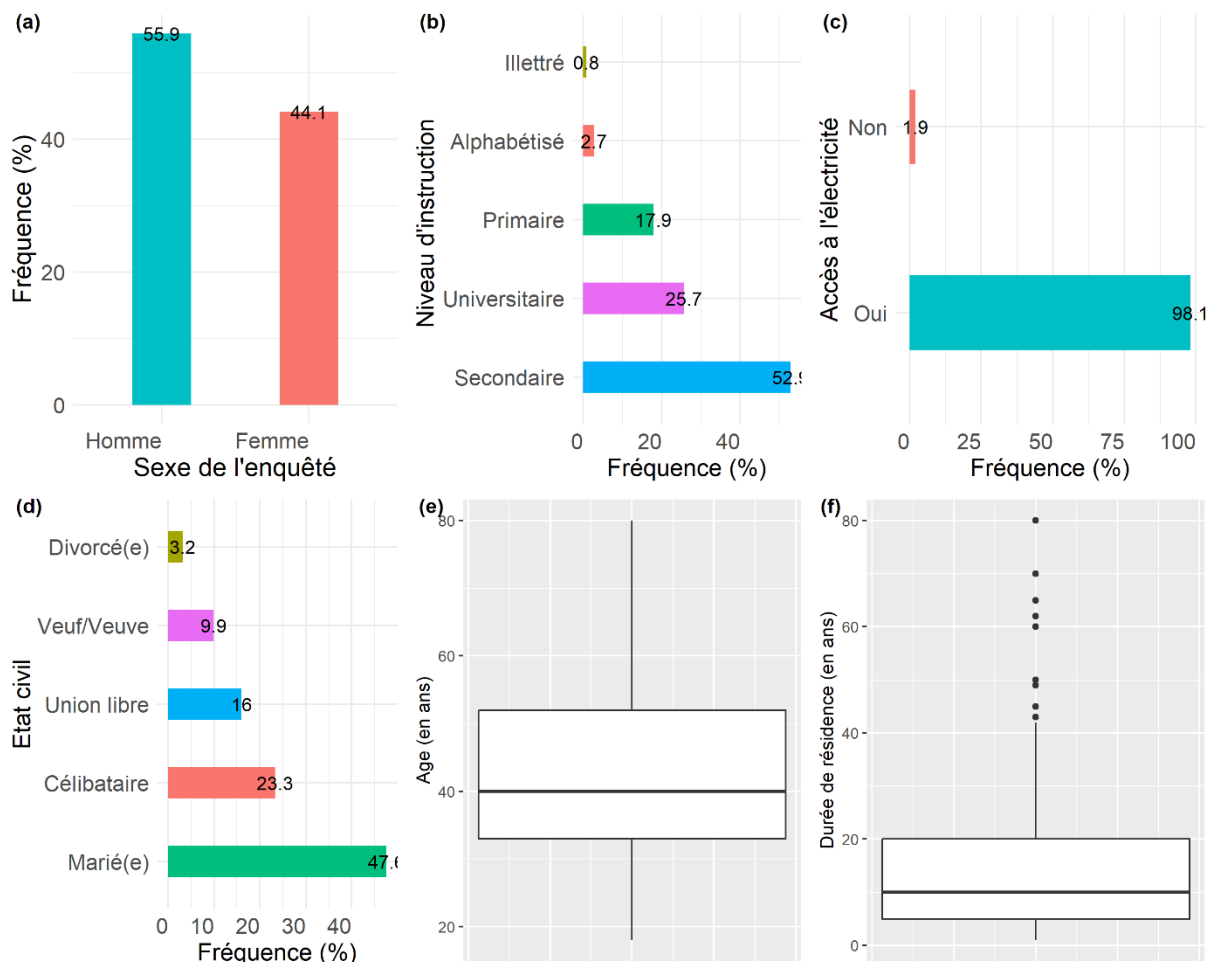 (a)
Fréquence (%)
40
20
0
55.9
44.1
Homme
Femme
Sexe de l'enquêté
(b)
Niveau d'instruction
Illettré
0.8
Alphabétisé
2.7
Primaire
17.9
Universitaire
25.7
Secondaire
52.9
0
20
40
Fréquence (%)
(c)
Accès à l'électricité
Non
1.9
Oui
98.1
0
25
50
75
100
Fréquence (%)
(d)
Etat civil
Divorcé(e)
3.2
Veuf/Veuve
9.9
Union libre
16
Célibataire
23.3
Marié(e)
47.6
0
10
20
30
40
Fréquence (%)
(e)
Age (en ans)
80
60
40
20
(f)
Durée de résidence (en ans)
80
60
40
20
0